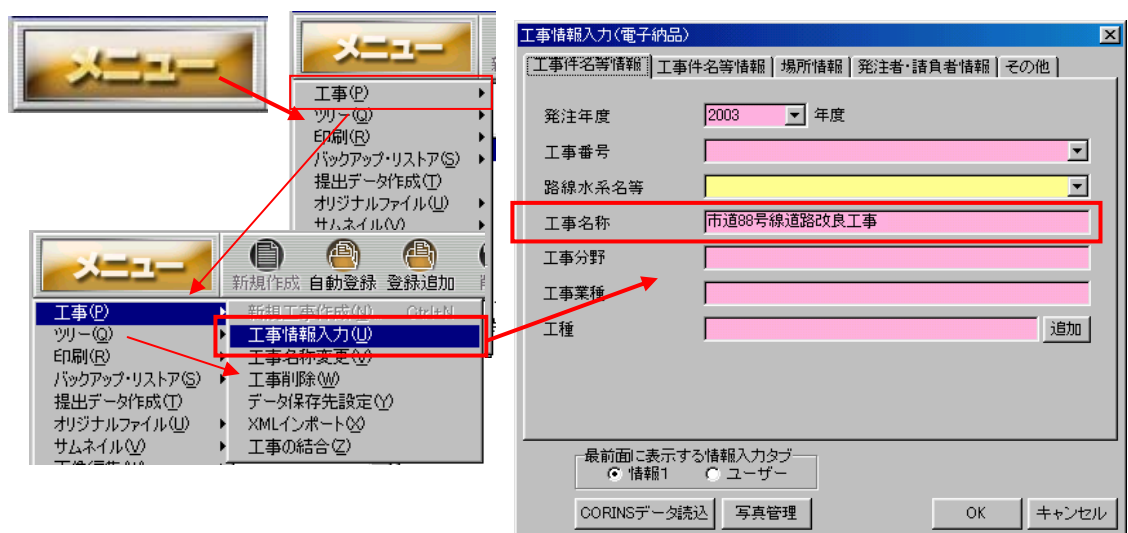 メニュー
メニュー
工事(P)
ツリー(Q)
印刷(R)
バックアップ・リストア(S)
提出データ作成(T)
オリジナルファイル(U)
サムネイル(V)
メニュー
新規作成 自動登録 登録追加
工事(P)
ツリー(Q)
印刷(R)
バックアップ・リストア(S)
提出データ作成(T)
オリジナルファイル(U)
サムネイル(V)
新規工事作成(N) Ctrl+N
工事情報入力(U)
工事名称変更(V)
工事削除(W)
データ保存先設定(Y)
XMLインポート(X)
工事の結合(Z)
工事情報入力(電子納品)
工事件名等情報 工事件名等情報 場所情報 発注者・請負者情報 その他
発注年度 2003 年度
工事番号
路線水系名等
工事名称 市道88号線道路改良工事
工事分野
工事業種
工種 追加
最前面に表示する情報入力タブ
情報1 ユーザー
CORINSデータ読込 写真管理 OK キャンセル